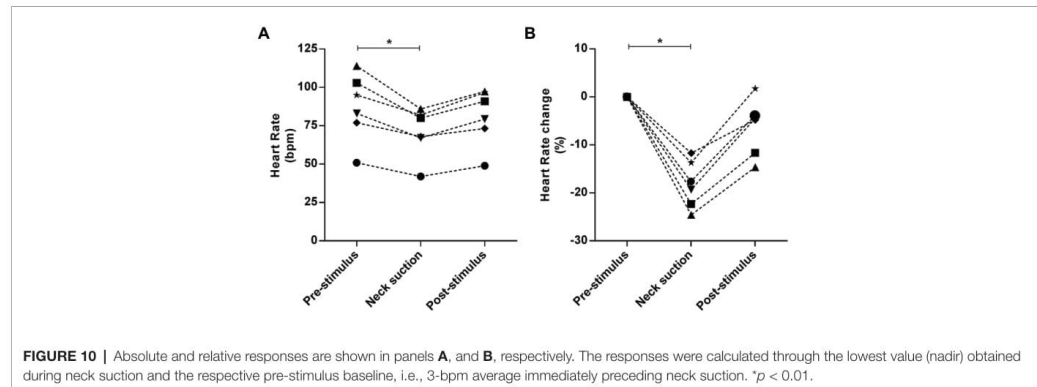 A
B
*
*
125
100
75
50
25
0
Heart Rate
(bpm)
Pre-stimulus
Neck suction
Post-stimulus
10
0
-10
-20
-30
Heart Rate change
(%)
Pre-stimulus
Neck suction
Post-stimulus
FIGURE 10 | Absolute and relative responses are shown in panels A, and B, respectively. The responses were calculated through the lowest value (nadir) obtained
during neck suction and the respective pre-stimulus baseline, i.e., 3-bpm average immediately preceding neck suction. *p < 0.01.